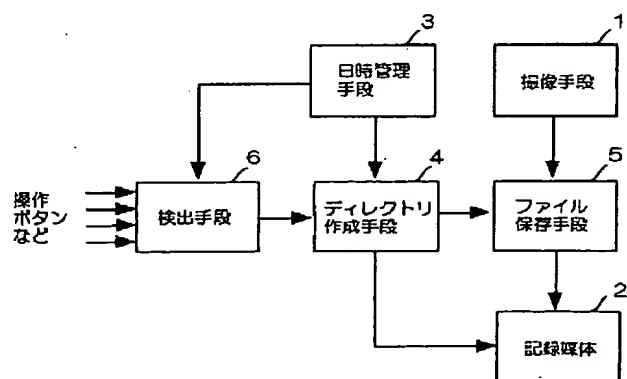 3
日時管理
手段
1
撮像手段
操作
ボタン
など
6
検出手段
4
ディレクトリ
作成手段
5
ファイル
保存手段
2
記録媒体